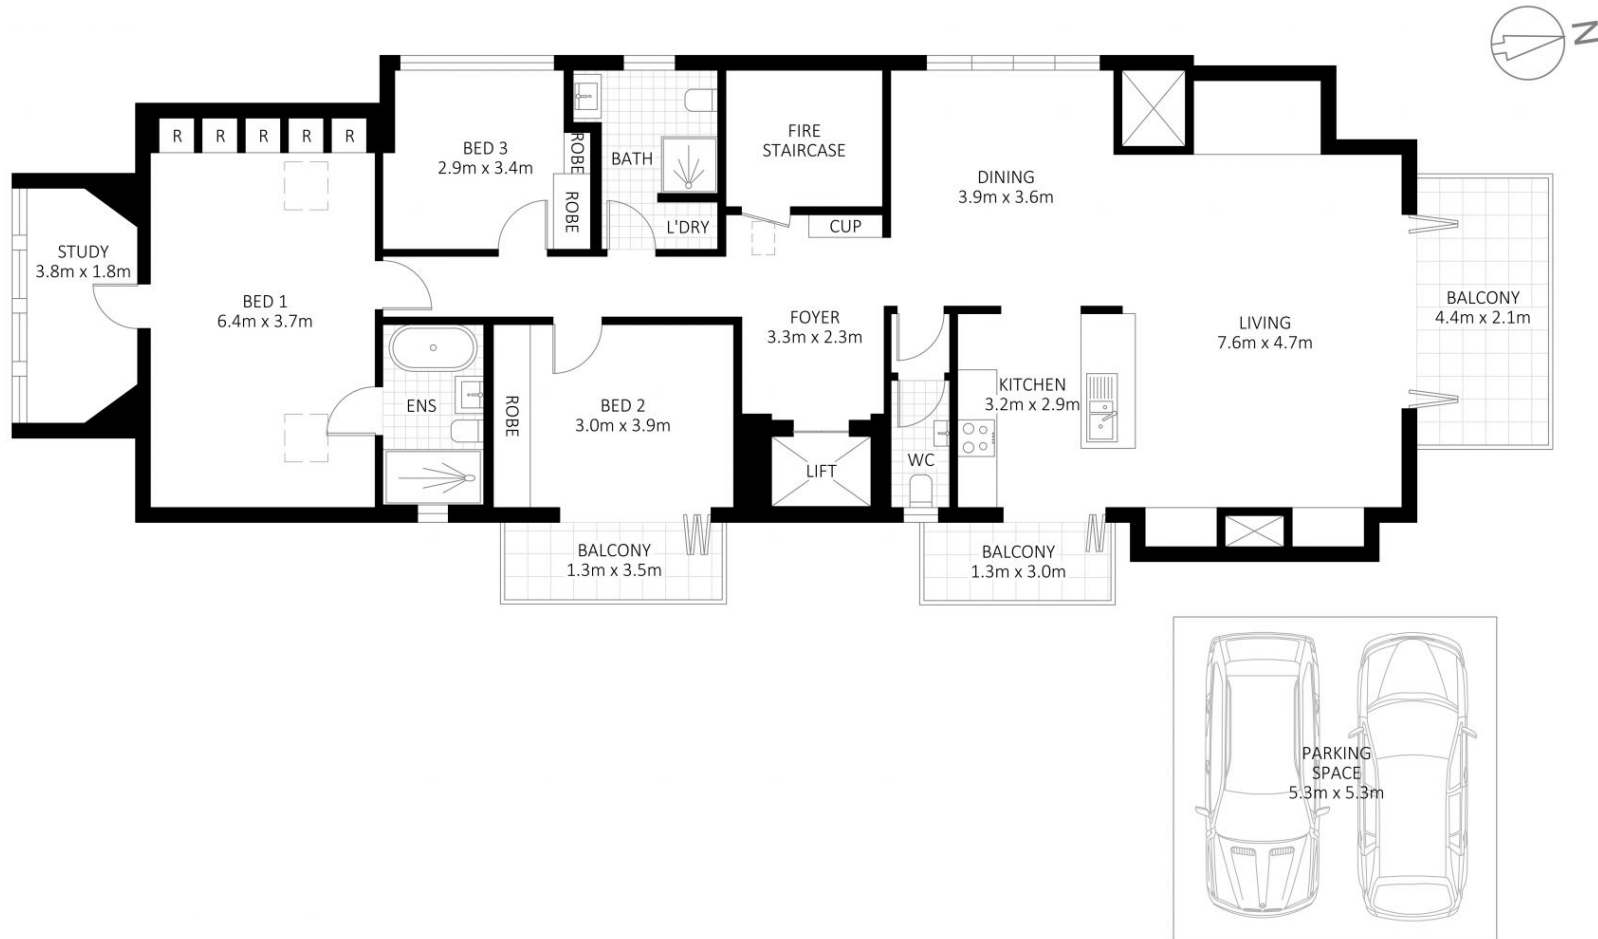 N
R
R
R
R
R
BED 3
2.9m x 3.4m
ROBE
ROBE
BATH
L'DRY
FIRE
STAIRCASE
CUP
DINING
3.9m x 3.6m
STUDY
3.8m x 1.8m
BED 1
6.4m x 3.7m
FOYER
3.3m x 2.3m
LIVING
7.6m x 4.7m
BALCONY
4.4m x 2.1m
ENS
ROBE
BED 2
3.0m x 3.9m
LIFT
WC
KITCHEN
3.2m x 2.9m
BALCONY
1.3m x 3.5m
BALCONY
1.3m x 3.0m
PARKING
SPACE
5.3m x 5.3m